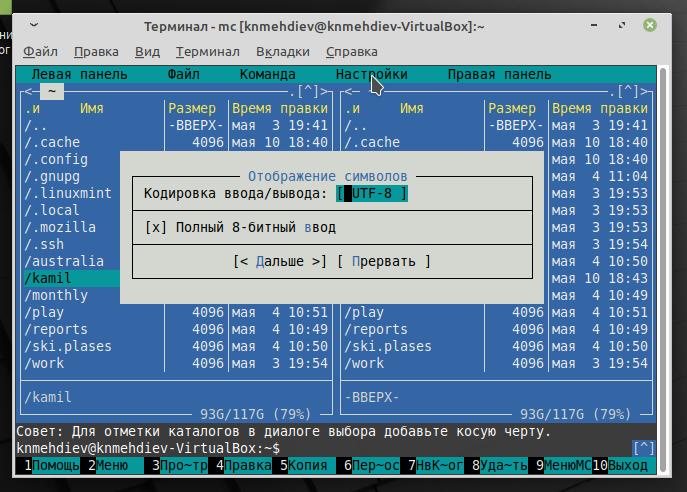 Терминал - mc [knmehdiev@knmehdiev-VirtualBox]:~
Файл Правка Вид Терминал Вкладки Справка
Левая панель Файл Команда Настройки Правая панель
<- ~ .[^]> <- .[^]>
.и Имя Размер Время правки .и Имя Размер Время правки
/.. -ВВЕРХ- мая 3 19:41 /.. -ВВЕРХ- мая 3 19:41
/.cache 4096 мая 10 18:40 /.cache 4096 мая 10 18:40
/.config мая 10 18:40
/.gnupg мая 4 11:04
/.linuxmint мая 3 19:53
/.local мая 3 19:53
/.mozilla мая 3 19:53
/.ssh мая 3 19:54
/australia мая 4 10:50
/kamil мая 10 18:43
/monthly мая 4 10:49
Отображение символов
Кодировка ввода/вывода: [ UTF-8 ]
[x] Полный 8-битный ввод
[< Дальше >] [ Прервать ]
/play 4096 мая 4 10:51 /play 4096 мая 4 10:51
/reports 4096 мая 4 10:49 /reports 4096 мая 4 10:49
/ski.plases 4096 мая 4 10:50 /ski.plases 4096 мая 4 10:50
/work 4096 мая 3 19:54 /work 4096 мая 3 19:54
/kamil -ВВЕРХ-
93G/117G (79%) 93G/117G (79%)
Совет: Для отметки каталогов в диалоге выбора добавьте косую черту.
knmehdiev@knmehdiev-VirtualBox:~$ [^]
1Помощь 2Меню 3Про~тр 4Правка 5Копия 6Пер~ос 7НвК~ог 8Уда~ть 9МенюMC 10Выход